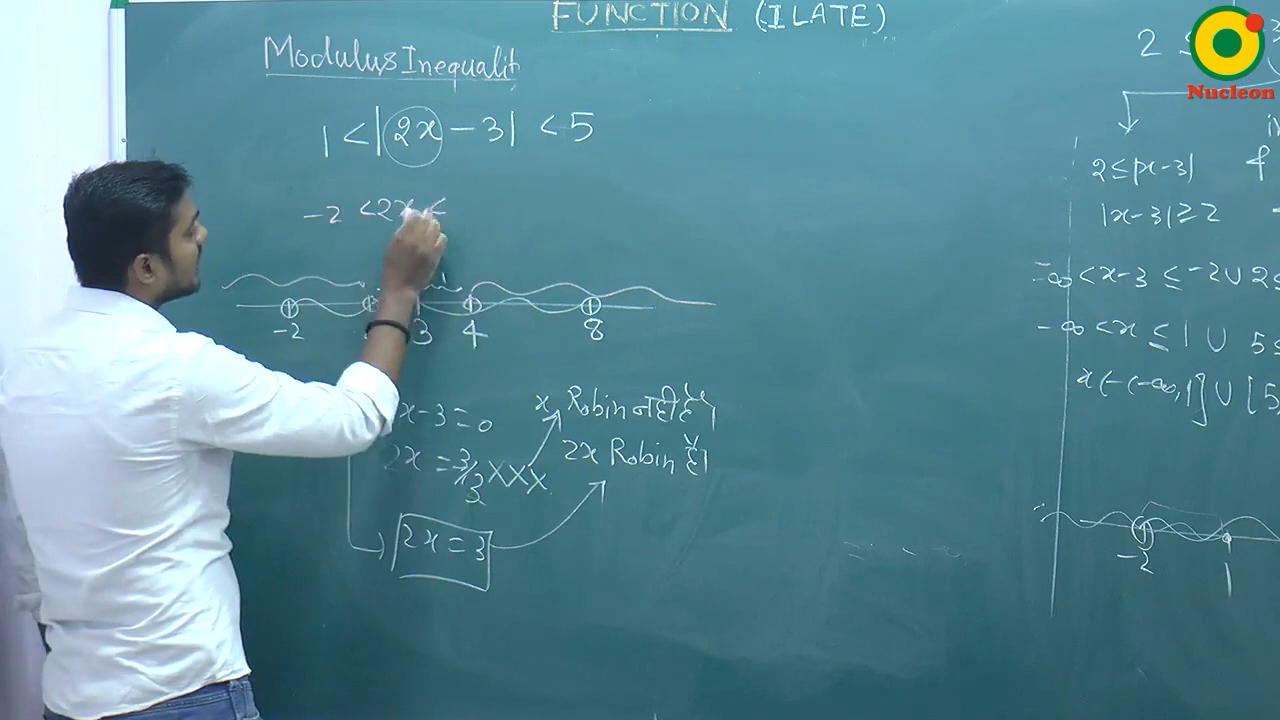 FUNCTION (ILATE)
Nucleon
Modulus Inequalit
1 < |2x - 3| < 5
-2 < 2x <
-2 3 4 8
x-3 = 0
2x = 3
x Robin नहीं है।
2x Robin है।
2x = 3
2 ≤
2 ≤ |x-3|
|x-3| ≥ 2
-∞ < x-3 ≤ -2 ∪ 2 ≤
-∞ < x ≤ 1 ∪ 5 ≤
x ∈ (-∞, 1] ∪ [5,
-2 1